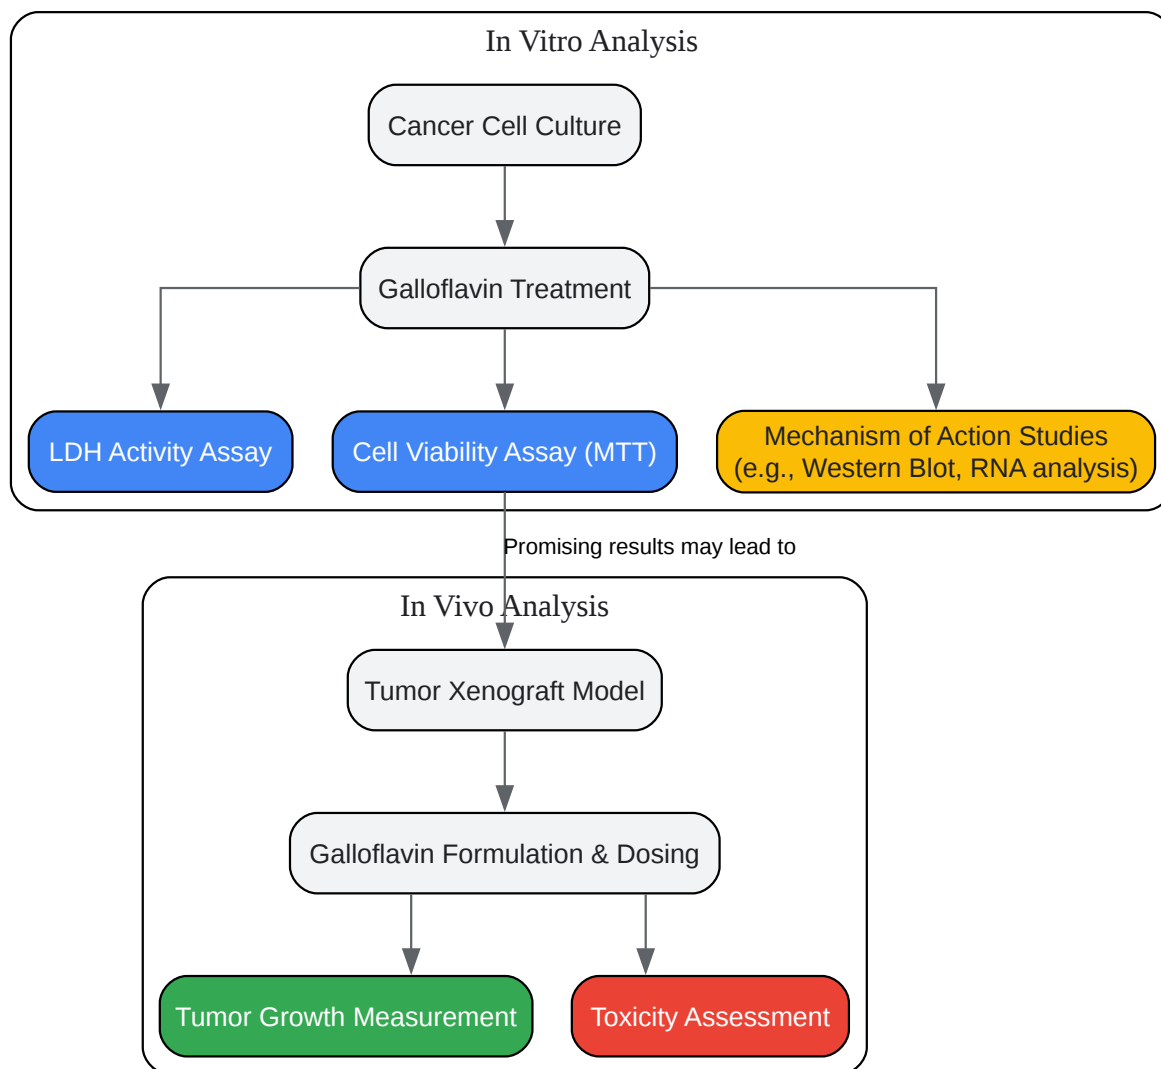 In Vitro Analysis
Cancer Cell Culture
Galloflavin Treatment
LDH Activity Assay
Cell Viability Assay (MTT)
Mechanism of Action Studies
(e.g., Western Blot, RNA analysis)
Promising results may lead to
In Vivo Analysis
Tumor Xenograft Model
Galloflavin Formulation & Dosing
Tumor Growth Measurement
Toxicity Assessment